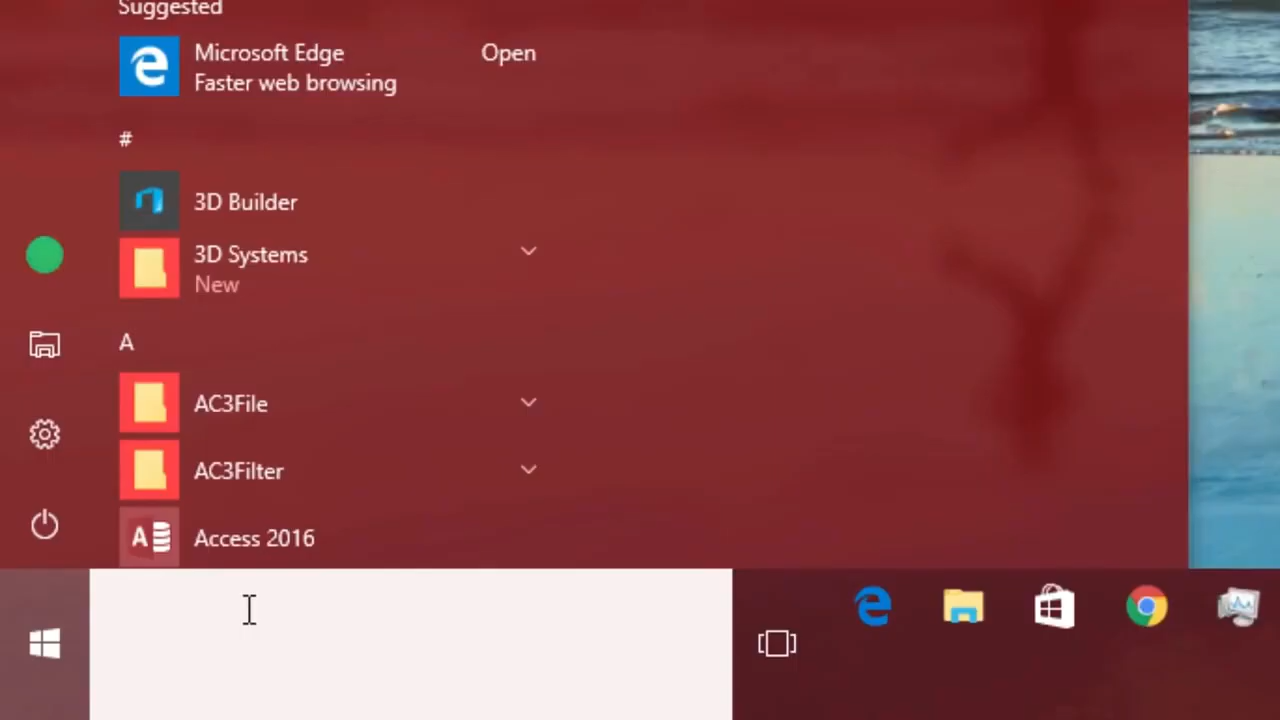 Suggested
Microsoft Edge
Open
Faster web browsing
#
3D Builder
3D Systems
New
A
AC3File
AC3Filter
Access 2016